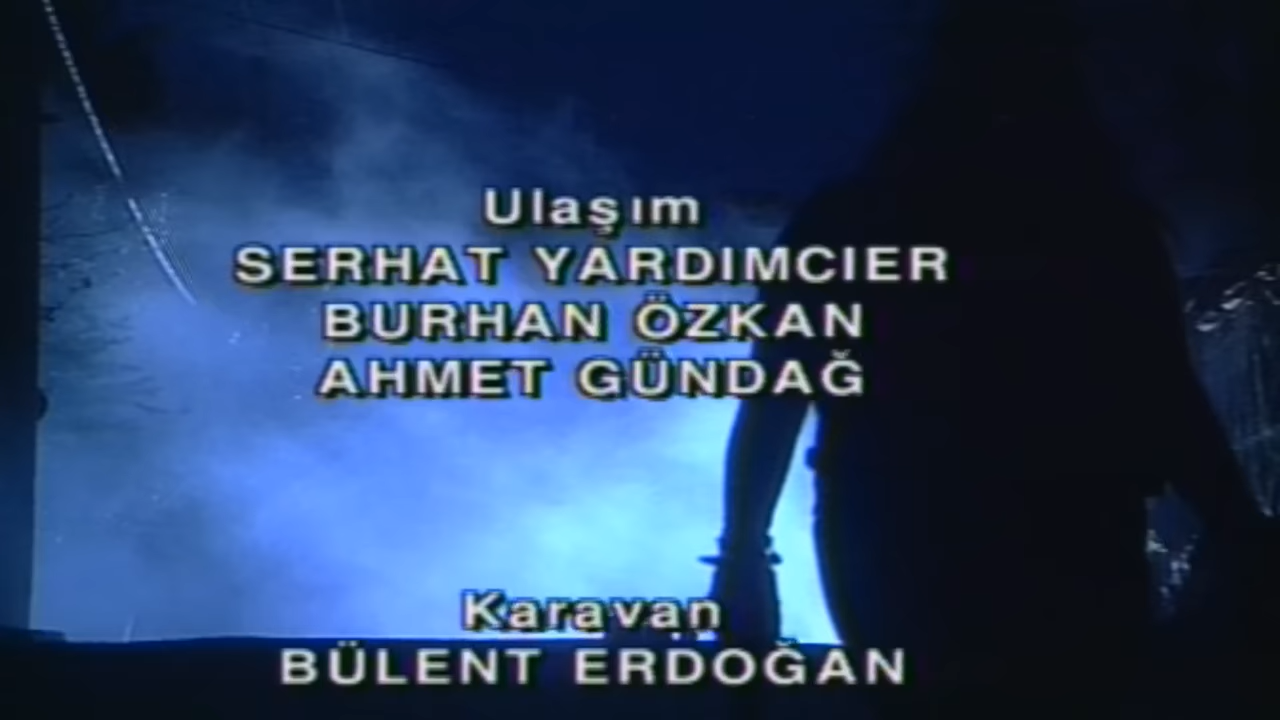 Ulaşım
SERHAT YARDIMCIER
BURHAN ÖZKAN
AHMET GÜNDAĞ
Karavan
BÜLENT ERDOĞAN